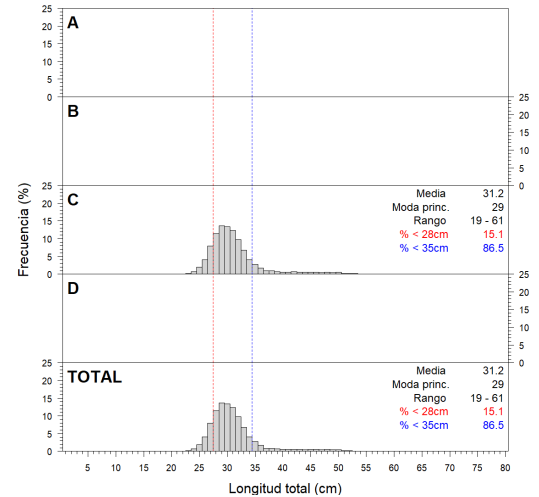 Frecuencia (%)
25
20
15
10
5
0
A
B
25
20
15
10
5
0
25
20
15
10
5
0
C
Media 31.2
Moda princ. 29
Rango 19 - 61
% < 28cm 15.1
% < 35cm 86.5
D
25
20
15
10
5
0
25
20
15
10
5
0
TOTAL
Media 31.2
Moda princ. 29
Rango 19 - 61
% < 28cm 15.1
% < 35cm 86.5
5 10 15 20 25 30 35 40 45 50 55 60 65 70 75 80
Longitud total (cm)